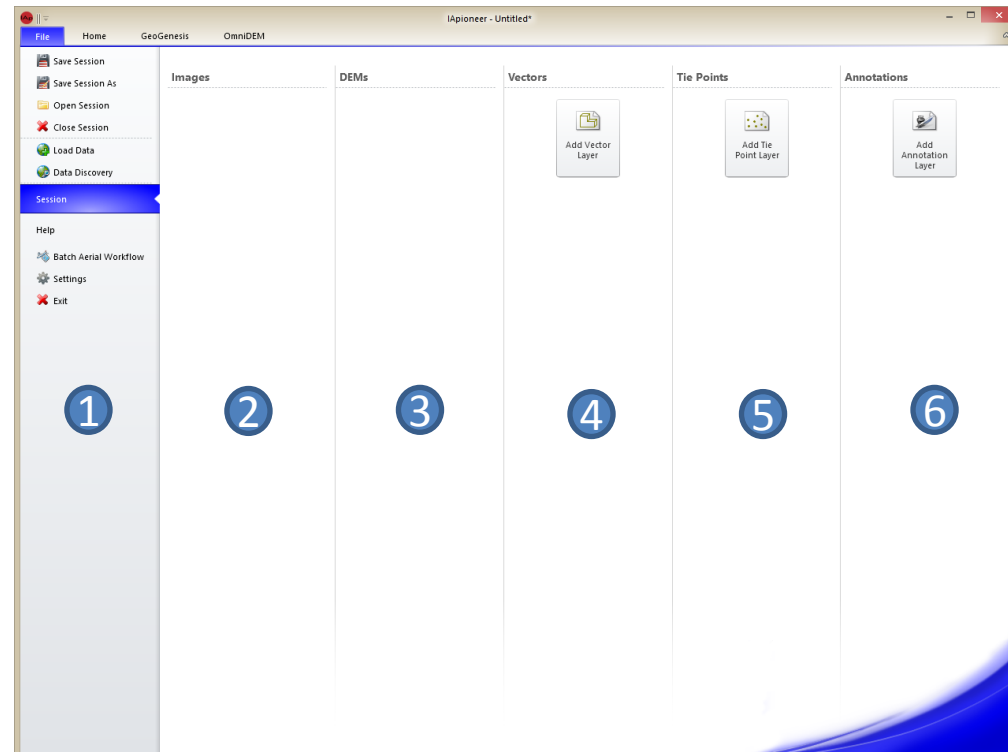 IApioneer - Untitled*
File Home GeoGenesis OmniDEM
Save Session
Save Session As
Open Session
Close Session
Load Data
Data Discovery
Session
Help
Batch Aerial Workflow
Settings
Exit
Images DEMs Vectors Tie Points Annotations
Add Vector
Layer
Add Tie
Point Layer
Add
Annotation
Layer
1 2 3 4 5 6